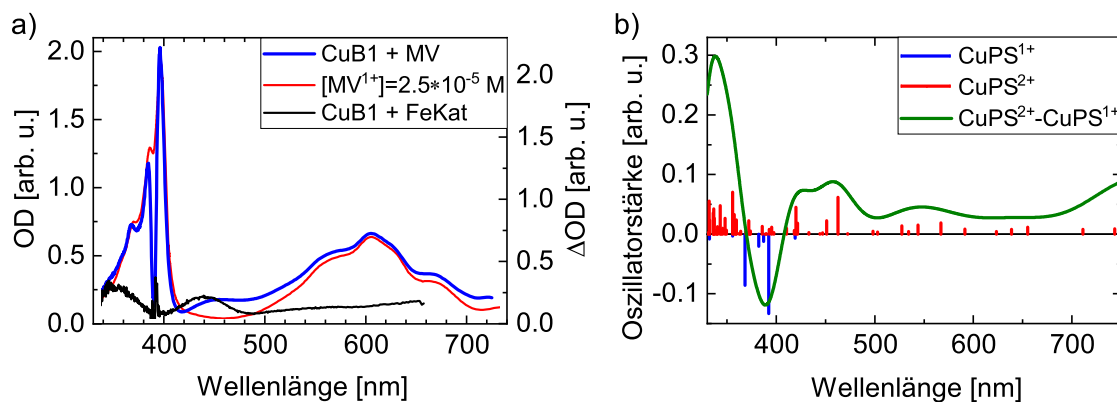 a)
OD [arb. u.]
2.0
1.5
1.0
0.5
0.0
CuB1 + MV
[MV¹⁺]=2.5*10⁻⁵ M
CuB1 + FeKat
2.0
1.5
1.0
0.5
0.0
ΔOD [arb. u.]
400 500 600 700
Wellenlänge [nm]
b)
Oszillatorstärke [arb. u.]
0.3
0.2
0.1
0.0
-0.1
CuPS¹⁺
CuPS²⁺
CuPS²⁺-CuPS¹⁺
400 500 600 700
Wellenlänge [nm]